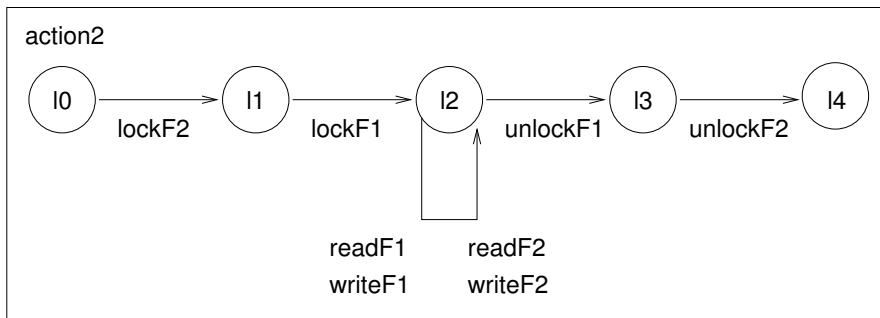 action2
l0 l1 l2 l3 l4
lockF2 lockF1 unlockF1 unlockF2
readF1 readF2
writeF1 writeF2